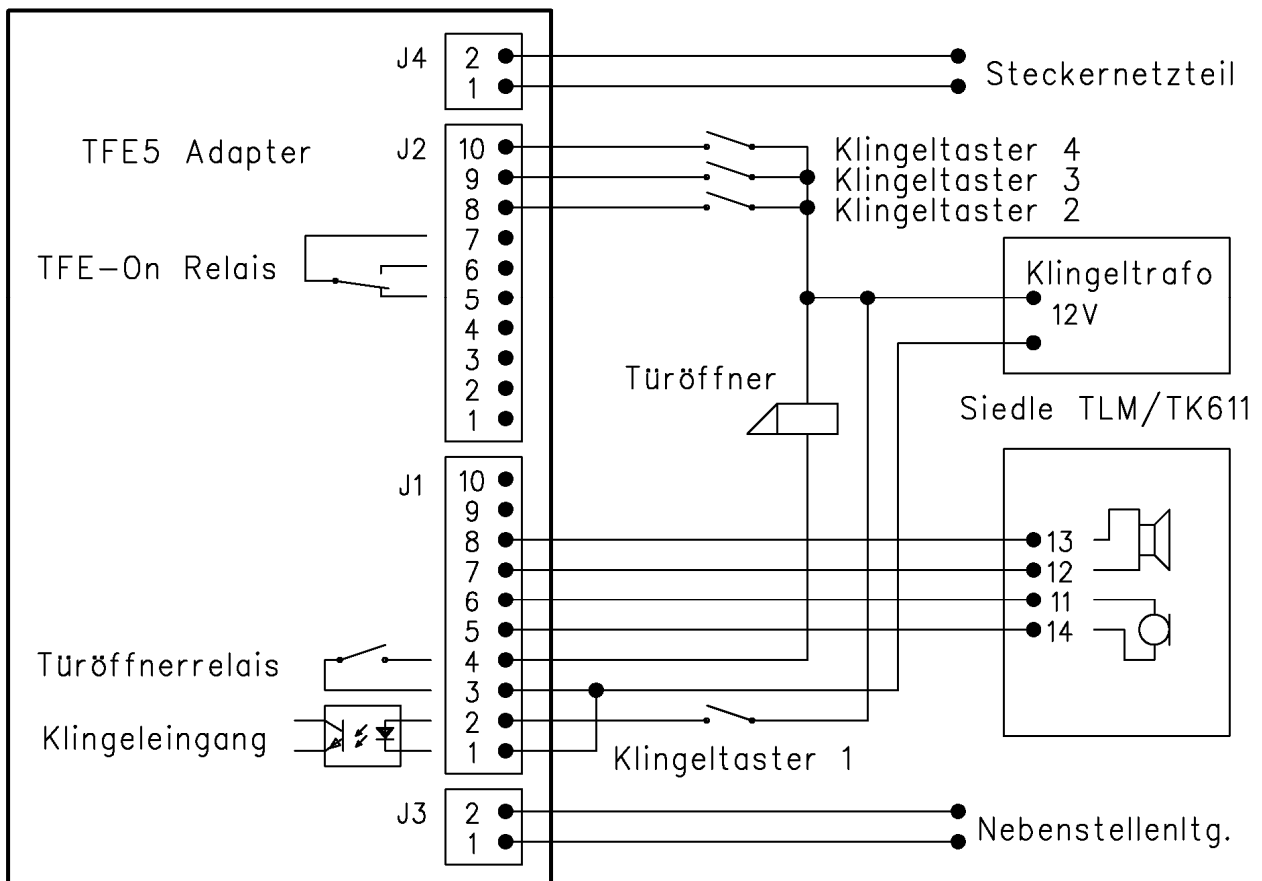 J4
2
1
Steckernetzteil
TFE5 Adapter
J2
10
9
8
7
6
5
4
3
2
1
Klingeltaster 4
Klingeltaster 3
Klingeltaster 2
TFE-On Relais
Klingeltrafo
12V
Türöffner
Siedle TLM/TK611
J1
10
9
8
7
6
5
4
3
2
1
13
12
11
14
Türöffnerrelais
Klingeleingang
Klingeltaster 1
J3
2
1
Nebenstellenltg.